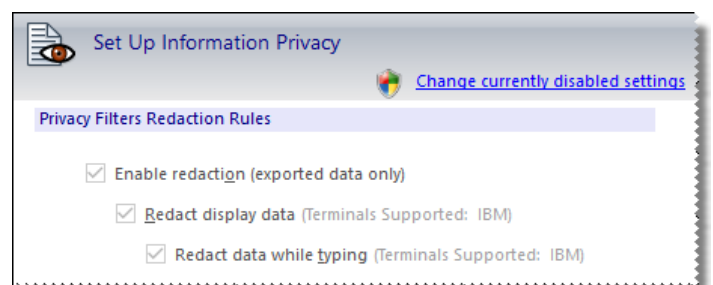 Set Up Information Privacy
Change currently disabled settings
Privacy Filters Redaction Rules
Enable redaction (exported data only)
Redact display data (Terminals Supported: IBM)
Redact data while typing (Terminals Supported: IBM)